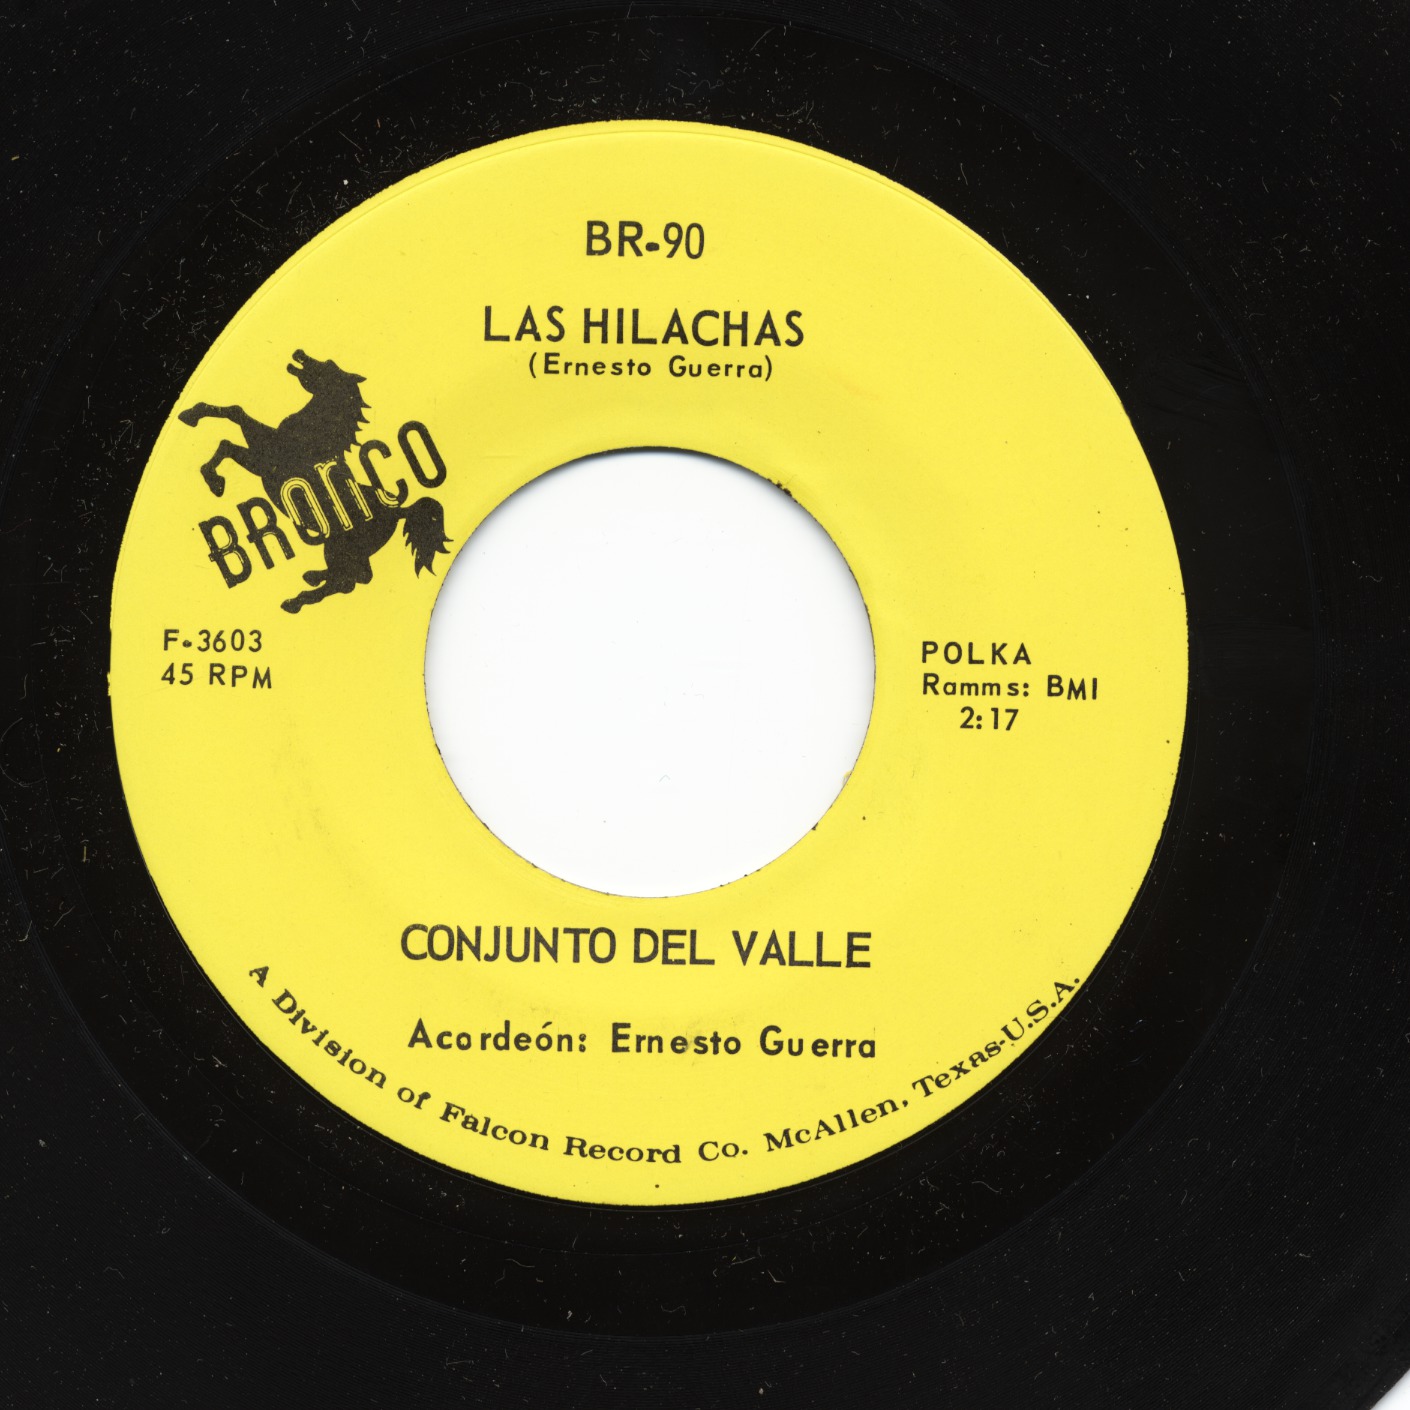 BR-90
LAS HILACHAS
(Ernesto Guerra)
BRONCO
F-3603
45 RPM
POLKA
Ramms: BMI
2:17
CONJUNTO DEL VALLE
Acordeón: Ernesto Guerra
A Division of Falcon Record Co. McAllen, Texas-U.S.A.